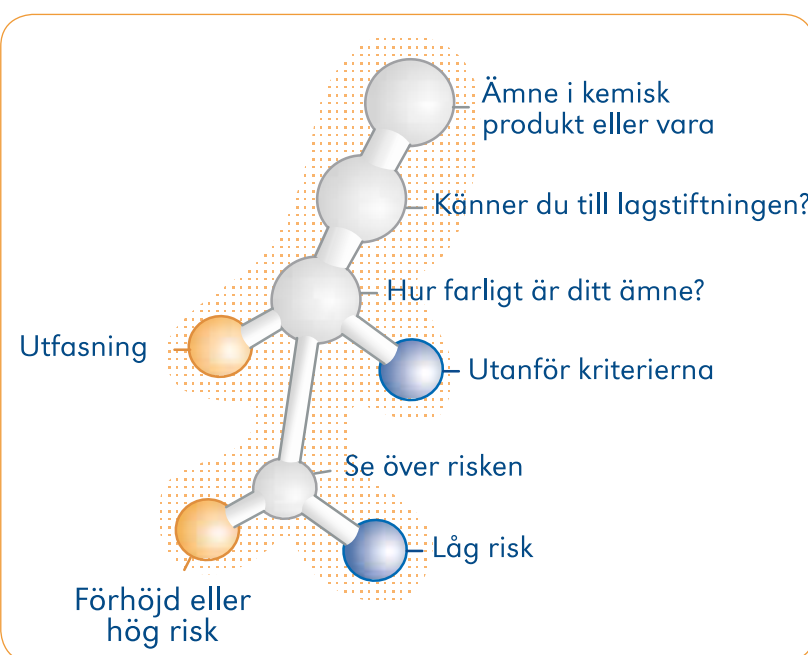 Ämne i kemisk
produkt eller vara
Känner du till lagstiftningen?
Hur farligt är ditt ämne?
Utfasning
Utanför kriterierna
Se över risken
Låg risk
Förhöjd eller
hög risk